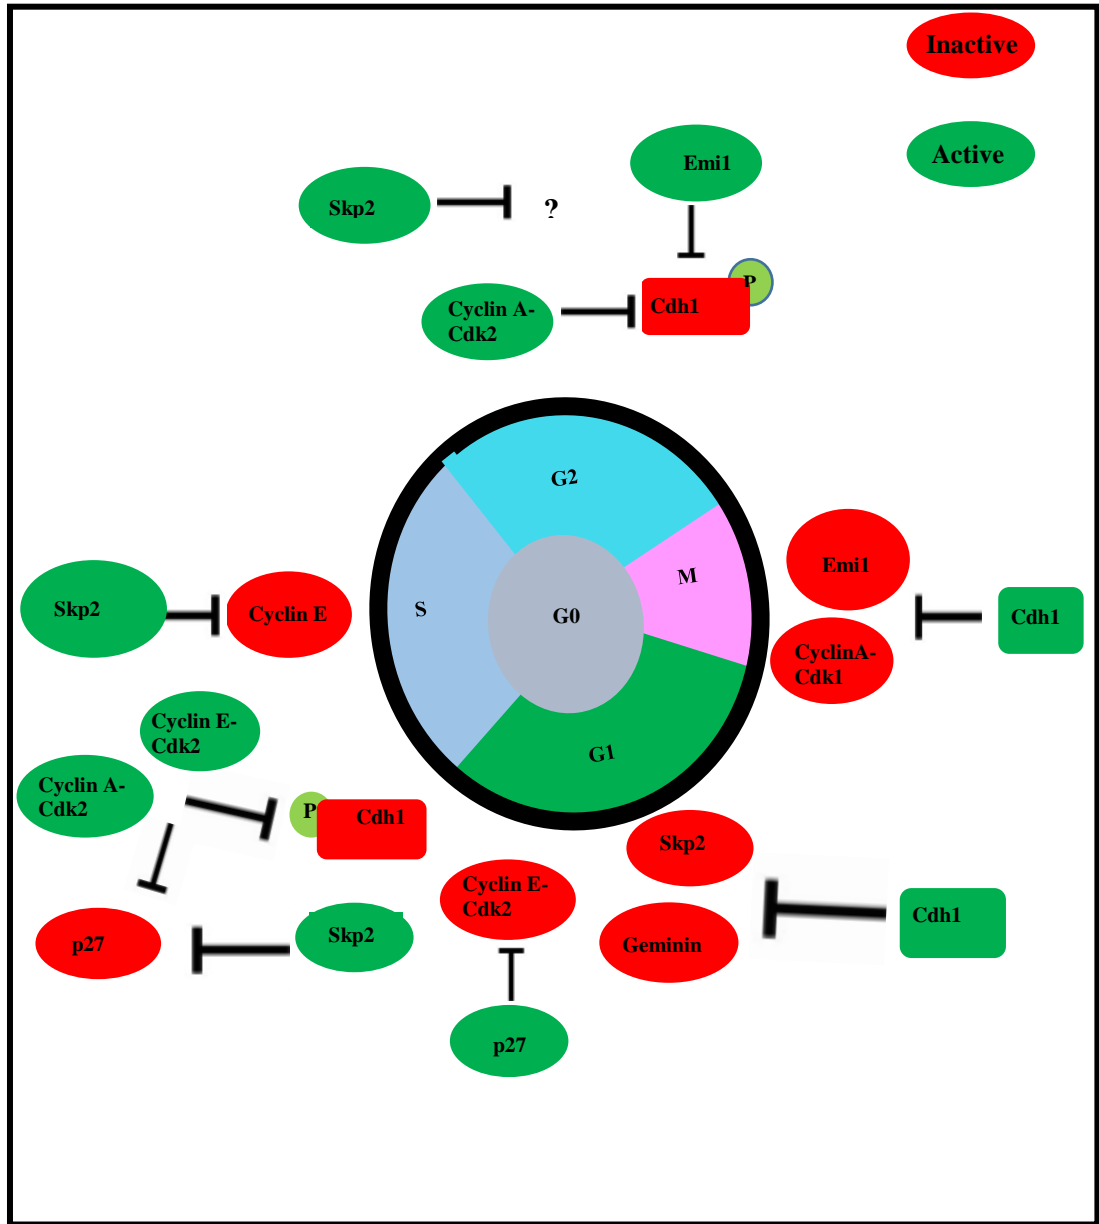 Inactive
Active
Emi1
Skp2
?
P
Cdh1
Cyclin A-
Cdk2
G2
M
S
G0
G1
Emi1
CyclinA-
Cdk1
Cdh1
Skp2
Cyclin E
Cyclin E-
Cdk2
Cyclin A-
Cdk2
P
Cdh1
p27
Skp2
Cyclin E-
Cdk2
p27
Skp2
Geminin
Cdh1